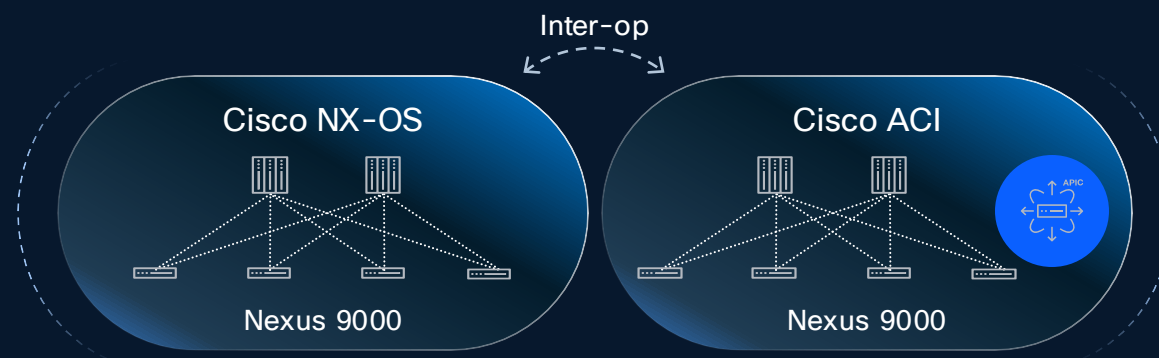 Inter-op
Cisco NX-OS
Cisco ACI
APIC
Nexus 9000
Nexus 9000